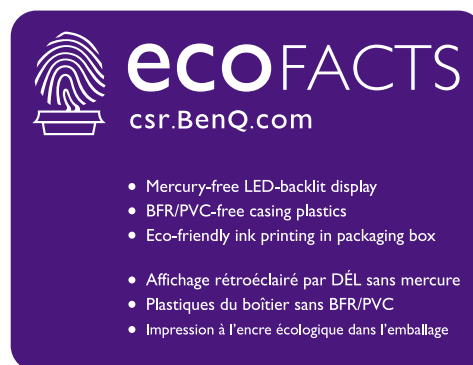 ecoFACTS
csr.BenQ.com
• Mercury-free LED-backlit display
• BFR/PVC-free casing plastics
• Eco-friendly ink printing in packaging box
• Affichage rétroéclairé par DÉL sans mercure
• Plastiques du boîtier sans BFR/PVC
• Impression à l'encre écologique dans l'emballage